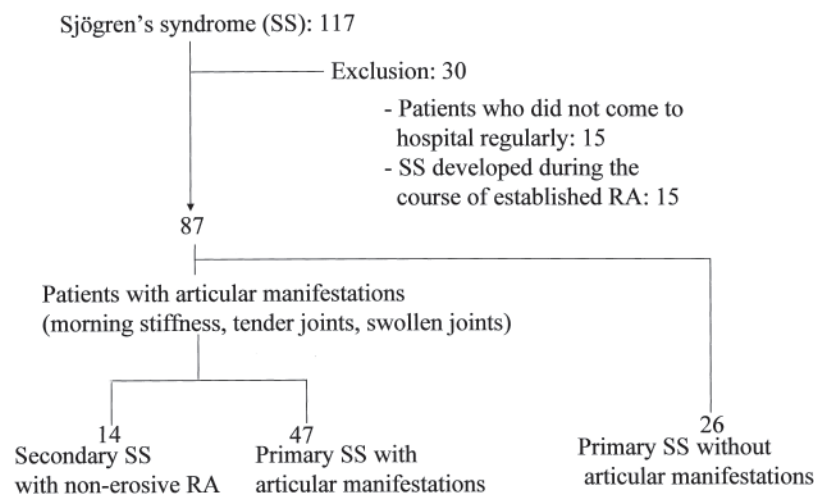 Sjögren's syndrome (SS): 117
Exclusion: 30
- Patients who did not come to
hospital regularly: 15
- SS developed during the
course of established RA: 15
87
Patients with articular manifestations
(morning stiffness, tender joints, swollen joints)
14
Secondary SS
with non-erosive RA
47
Primary SS with
articular manifestations
26
Primary SS without
articular manifestations